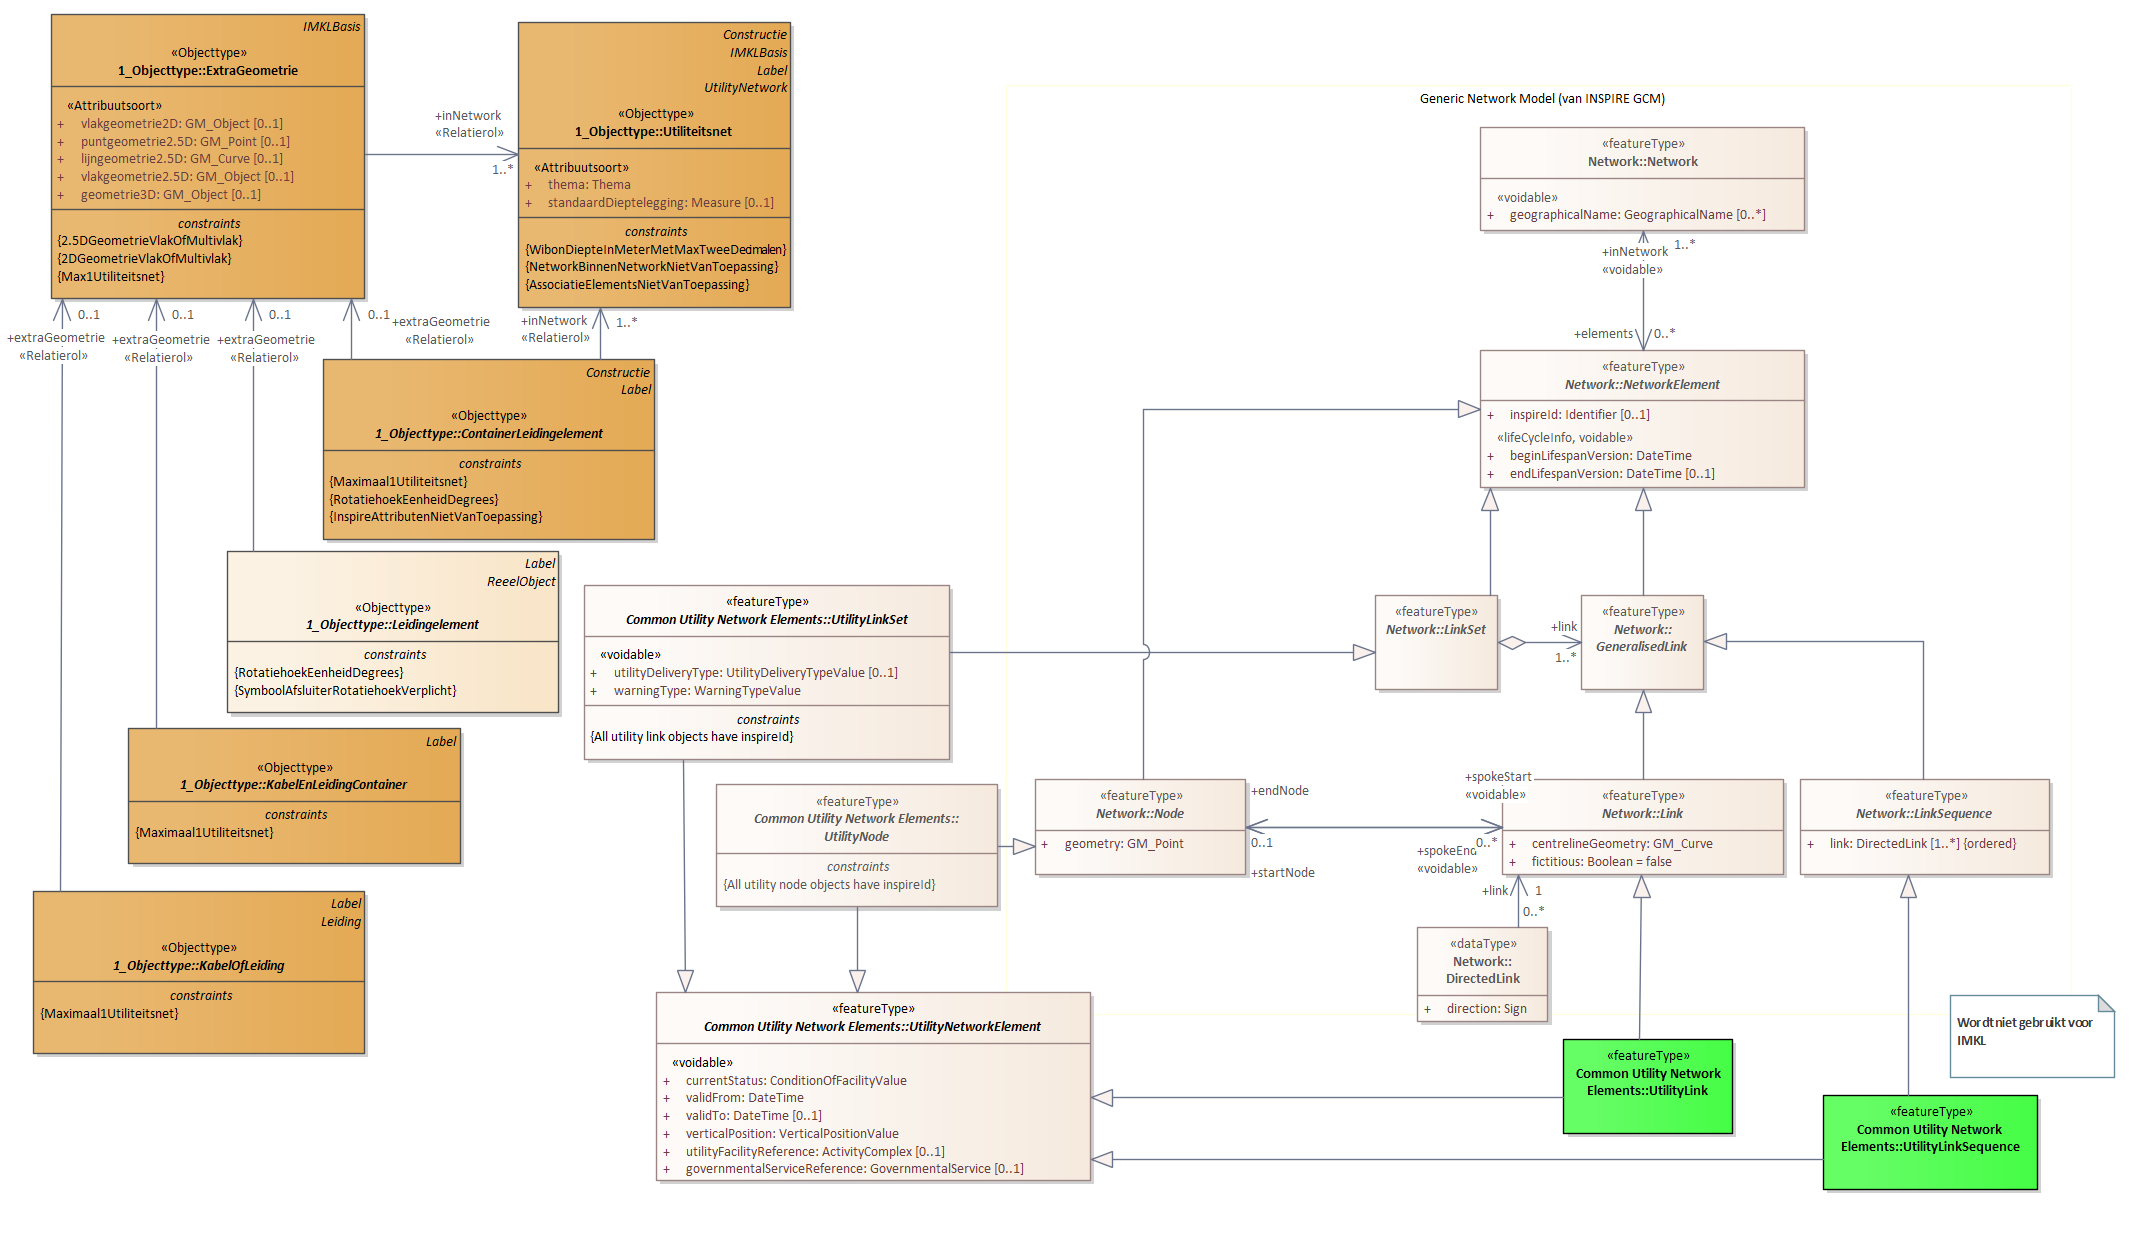 IMKLBasis
«Objecttype»
1_Objecttype::ExtraGeometrie
«Attribuutsoort»
+ vlakgeometrie2D: GM_Object [0..1]
+ puntgeometrie2.5D: GM_Point [0..1]
+ lijngeometrie2.5D: GM_Curve [0..1]
+ vlakgeometrie2.5D: GM_Object [0..1]
+ geometrie3D: GM_Object [0..1]
constraints
{2.5DGeometrieVlakOfMultivlak}
{2DGeometrieVlakOfMultivlak}
{Max1Utiliteitsnet}
+inNetwork
«Relatierol»
1..*
Constructie
IMKLBasis
Label
UtilityNetwork
«Objecttype»
1_Objecttype::Utiliteitsnet
«Attribuutsoort»
+ thema: Thema
+ standaardDieptelegging: Measure [0..1]
constraints
{WibonDiepteInMeterMetMaxTweeDecimalen}
{NetworkBinnenNetworkNietVanToepassing}
{AssociatieElementsNietVanToepassing}
0..1
+extraGeometrie
«Relatierol»
0..1
+extraGeometrie
«Relatierol»
0..1
+extraGeometrie
«Relatierol»
0..1
+extraGeometrie
«Relatierol»
+inNetwork
«Relatierol»
1..*
Constructie
Label
«Objecttype»
1_Objecttype::ContainerLeidingelement
constraints
{Maximaal1Utiliteitsnet}
{RotatiehoekEenheidDegrees}
{InspireAttributenNietVanToepassing}
Label
ReeelObject
«Objecttype»
1_Objecttype::Leidingelement
constraints
{RotatiehoekEenheidDegrees}
{SymboolAfsluiterRotatiehoekVerplicht}
Label
«Objecttype»
1_Objecttype::KabelEnLeidingContainer
constraints
{Maximaal1Utiliteitsnet}
Label
Leiding
«Objecttype»
1_Objecttype::KabelOfLeiding
constraints
{Maximaal1Utiliteitsnet}
Generic Network Model (van INSPIRE GCM)
«featureType»
Network::Network
«voidable»
+ geographicalName: GeographicalName [0..*]
+inNetwork
«voidable»
1..*
+elements
0..*
«featureType»
Network::NetworkElement
+ inspireId: Identifier [0..1]
«lifeCycleInfo, voidable»
+ beginLifespanVersion: DateTime
+ endLifespanVersion: DateTime [0..1]
«featureType»
Common Utility Network Elements::UtilityLinkSet
«voidable»
+ utilityDeliveryType: UtilityDeliveryTypeValue [0..1]
+ warningType: WarningTypeValue
constraints
{All utility link objects have inspireId}
«featureType»
Network::LinkSet
+link
1..*
«featureType»
Network::
GeneralisedLink
«featureType»
Common Utility Network Elements::
UtilityNode
constraints
{All utility node objects have inspireId}
«featureType»
Network::Node
+ geometry: GM_Point
+endNode
0..1
+startNode
+spokeStart
«voidable»
0..*
+spokeEnd
«voidable»
«featureType»
Network::Link
+ centrelineGeometry: GM_Curve
+ fictitious: Boolean = false
«featureType»
Network::LinkSequence
+ link: DirectedLink [1..*] {ordered}
+link
1
0..*
«dataType»
Network::
DirectedLink
+ direction: Sign
«featureType»
Common Utility Network Elements::UtilityNetworkElement
«voidable»
+ currentStatus: ConditionOfFacilityValue
+ validFrom: DateTime
+ validTo: DateTime [0..1]
+ verticalPosition: VerticalPositionValue
+ utilityFacilityReference: ActivityComplex [0..1]
+ governmentalServiceReference: GovernmentalService [0..1]
«featureType»
Common Utility Network
Elements::UtilityLink
«featureType»
Common Utility Network
Elements::UtilityLinkSequence
Wordt niet gebruikt voor
IMKL